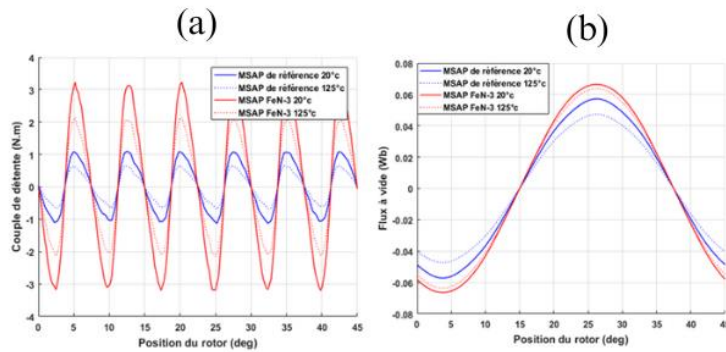 (a)
(b)
MSAP de référence 20°c
MSAP de référence 125°c
MSAP FeN-3 20°c
MSAP FeN-3 125°c
Couple de détente (N.m)
4
3
2
1
0
-1
-2
-3
-4
0 5 10 15 20 25 30 35 40 45
Position du rotor (deg)
MSAP de référence 20°c
MSAP de référence 125°c
MSAP FeN-3 20°c
MSAP FeN-3 125°c
Flux à vide (Wb)
0.08
0.06
0.04
0.02
0
-0.02
-0.04
-0.06
-0.08
0 5 10 15 20 25 30 35 40 45
Position du rotor (deg)